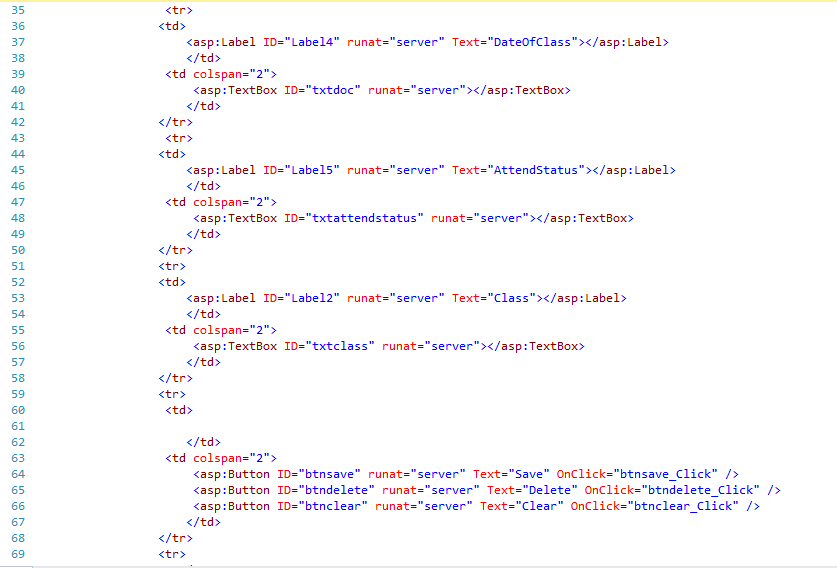 35 <tr>
36 <td>
37 <asp:Label ID="Label4" runat="server" Text="DateOfClass"></asp:Label>
38 </td>
39 <td colspan="2">
40 <asp:TextBox ID="txtdoc" runat="server"></asp:TextBox>
41 </td>
42 </tr>
43 <tr>
44 <td>
45 <asp:Label ID="Label5" runat="server" Text="AttendStatus"></asp:Label>
46 </td>
47 <td colspan="2">
48 <asp:TextBox ID="txtattendstatus" runat="server"></asp:TextBox>
49 </td>
50 </tr>
51 <tr>
52 <td>
53 <asp:Label ID="Label2" runat="server" Text="Class"></asp:Label>
54 </td>
55 <td colspan="2">
56 <asp:TextBox ID="txtclass" runat="server"></asp:TextBox>
57 </td>
58 </tr>
59 <tr>
60 <td>
61
62 </td>
63 <td colspan="2">
64 <asp:Button ID="btnsave" runat="server" Text="Save" OnClick="btnsave_Click" />
65 <asp:Button ID="btndelete" runat="server" Text="Delete" OnClick="btndelete_Click" />
66 <asp:Button ID="btnclear" runat="server" Text="Clear" OnClick="btnclear_Click" />
67 </td>
68 </tr>
69 <tr>